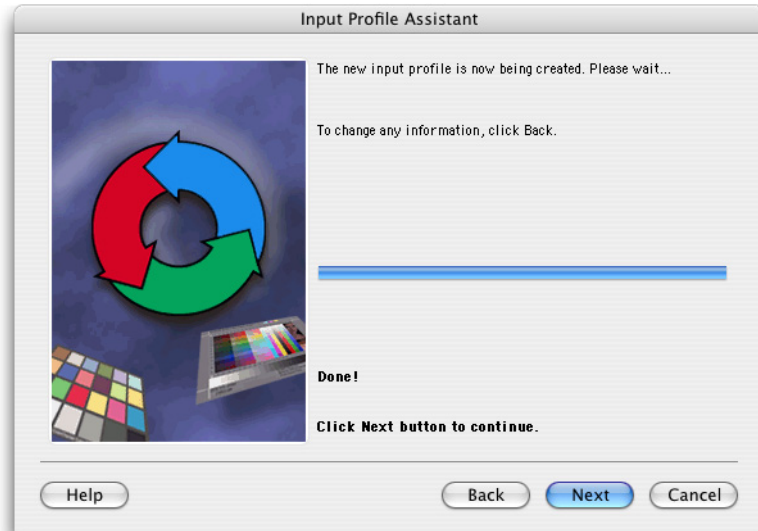 Input Profile Assistant
The new input profile is now being created. Please wait...
To change any information, click Back.
Done!
Click Next button to continue.
Help
Back
Next
Cancel